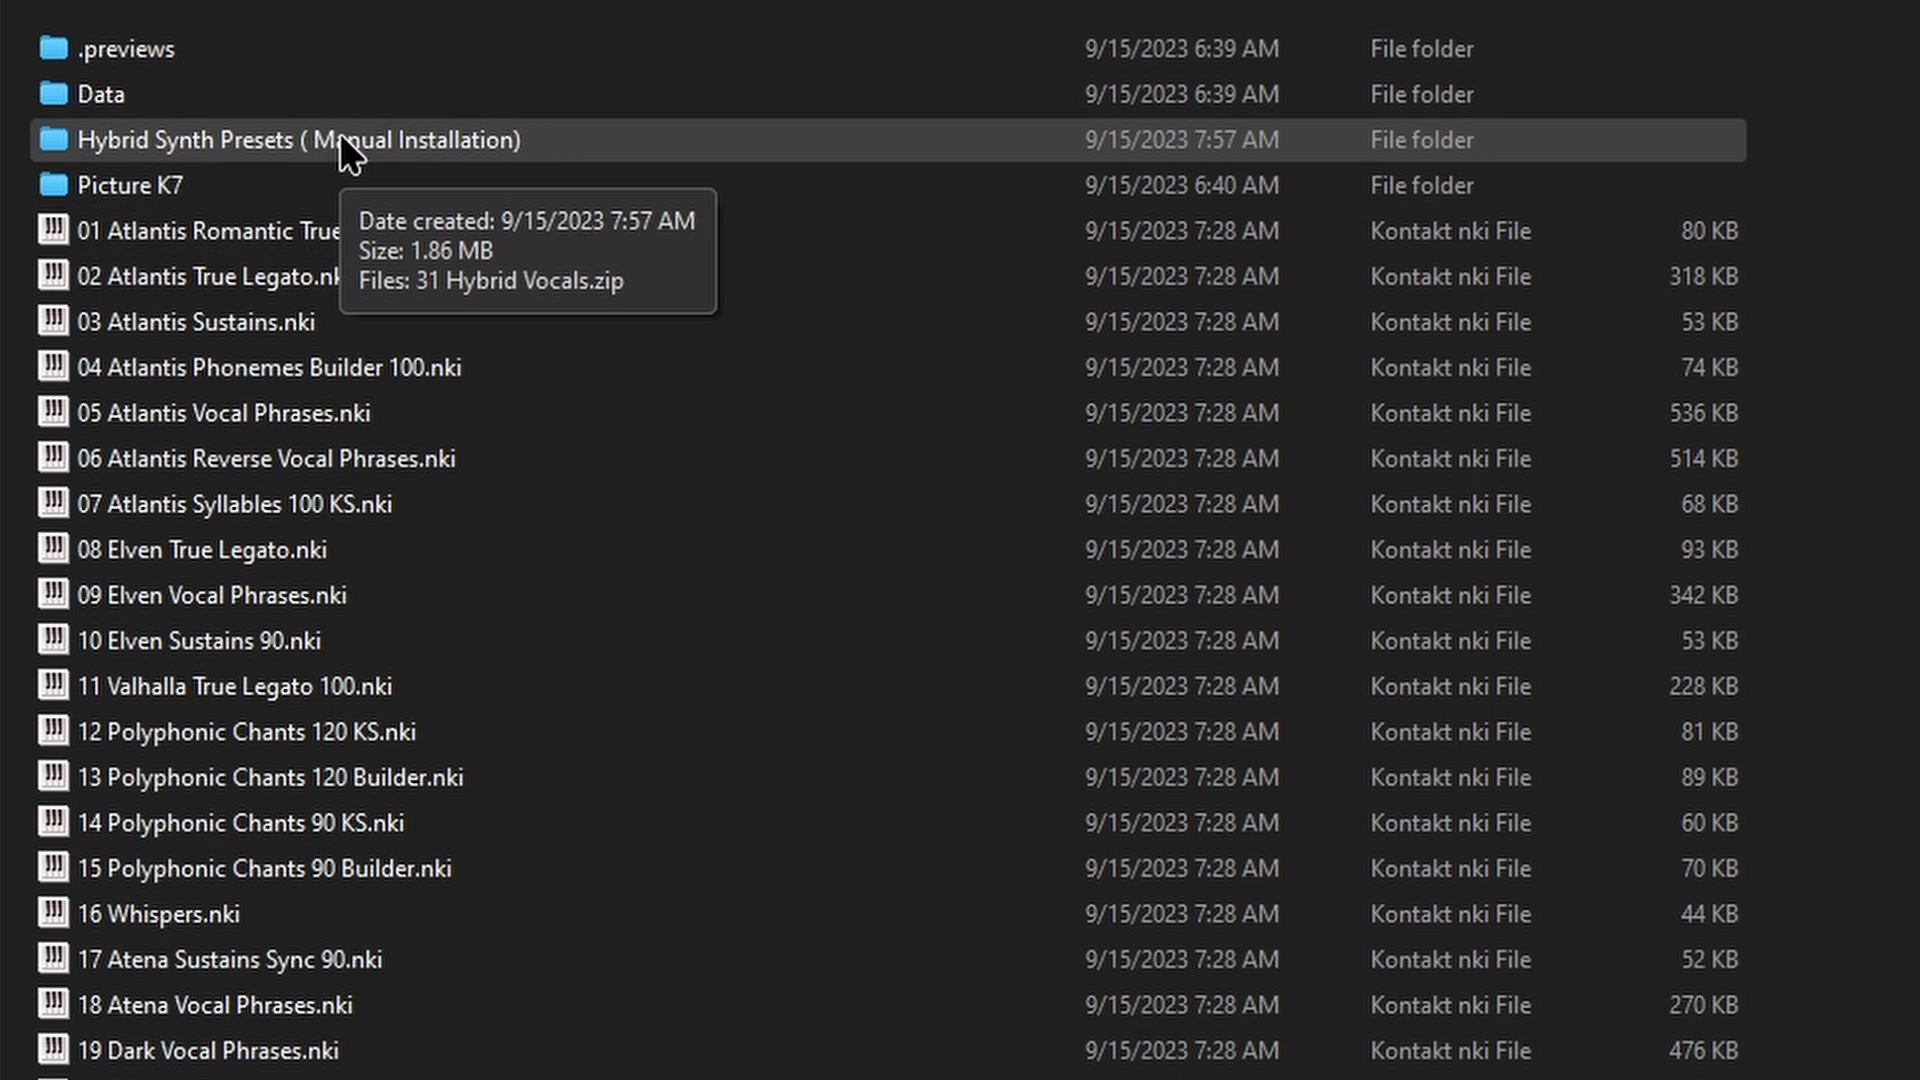 .previews 9/15/2023 6:39 AM File folder
Data 9/15/2023 6:39 AM File folder
Hybrid Synth Presets ( Manual Installation) 9/15/2023 7:57 AM File folder
Picture K7 9/15/2023 6:40 AM File folder
Date created: 9/15/2023 7:57 AM
Size: 1.86 MB
Files: 31 Hybrid Vocals.zip
01 Atlantis Romantic True 9/15/2023 7:28 AM Kontakt nki File 80 KB
02 Atlantis True Legato.nk 9/15/2023 7:28 AM Kontakt nki File 318 KB
03 Atlantis Sustains.nki 9/15/2023 7:28 AM Kontakt nki File 53 KB
04 Atlantis Phonemes Builder 100.nki 9/15/2023 7:28 AM Kontakt nki File 74 KB
05 Atlantis Vocal Phrases.nki 9/15/2023 7:28 AM Kontakt nki File 536 KB
06 Atlantis Reverse Vocal Phrases.nki 9/15/2023 7:28 AM Kontakt nki File 514 KB
07 Atlantis Syllables 100 KS.nki 9/15/2023 7:28 AM Kontakt nki File 68 KB
08 Elven True Legato.nki 9/15/2023 7:28 AM Kontakt nki File 93 KB
09 Elven Vocal Phrases.nki 9/15/2023 7:28 AM Kontakt nki File 342 KB
10 Elven Sustains 90.nki 9/15/2023 7:28 AM Kontakt nki File 53 KB
11 Valhalla True Legato 100.nki 9/15/2023 7:28 AM Kontakt nki File 228 KB
12 Polyphonic Chants 120 KS.nki 9/15/2023 7:28 AM Kontakt nki File 81 KB
13 Polyphonic Chants 120 Builder.nki 9/15/2023 7:28 AM Kontakt nki File 89 KB
14 Polyphonic Chants 90 KS.nki 9/15/2023 7:28 AM Kontakt nki File 60 KB
15 Polyphonic Chants 90 Builder.nki 9/15/2023 7:28 AM Kontakt nki File 70 KB
16 Whispers.nki 9/15/2023 7:28 AM Kontakt nki File 44 KB
17 Atena Sustains Sync 90.nki 9/15/2023 7:28 AM Kontakt nki File 52 KB
18 Atena Vocal Phrases.nki 9/15/2023 7:28 AM Kontakt nki File 270 KB
19 Dark Vocal Phrases.nki 9/15/2023 7:28 AM Kontakt nki File 476 KB